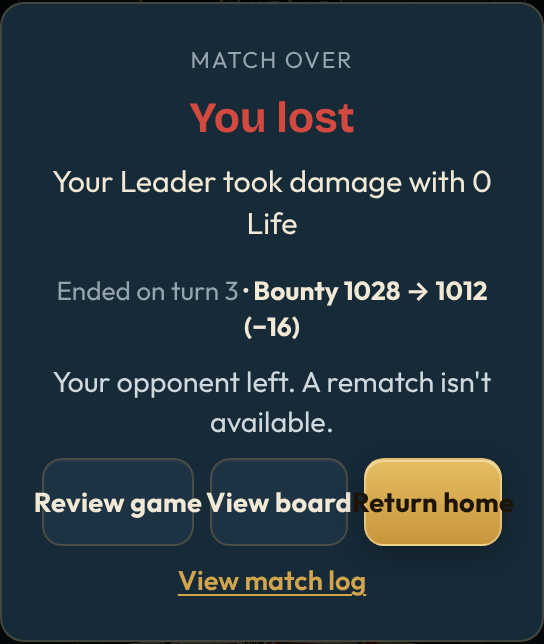 MATCH OVER
You lost
Your Leader took damage with 0
Life
Ended on turn 3 · Bounty 1028 → 1012
(−16)
Your opponent left. A rematch isn't
available.
Review game View board Return home
View match log